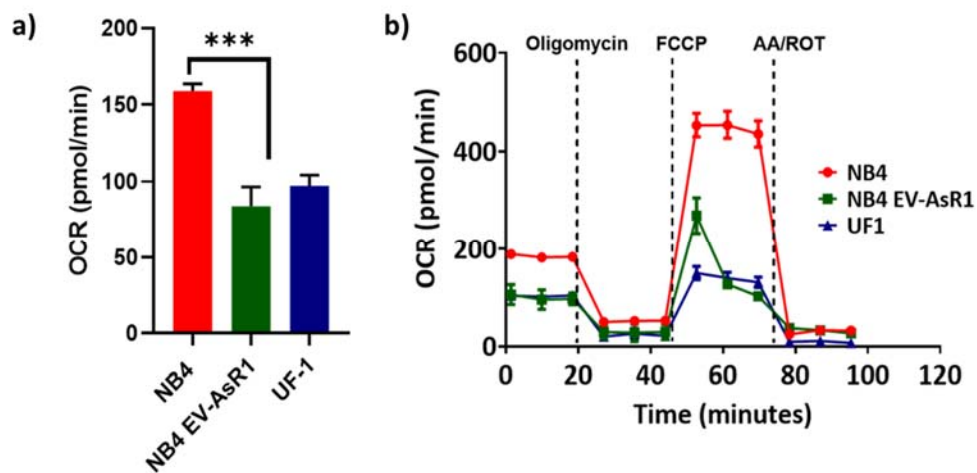 a)
***
OCR (pmol/min)
200
150
100
50
0
NB4
NB4 EV-AsR1
UF-1
b)
Oligomycin FCCP AA/ROT
OCR (pmol/min)
600
400
200
0
0 20 40 60 80 100 120
Time (minutes)
NB4
NB4 EV-AsR1
UF1